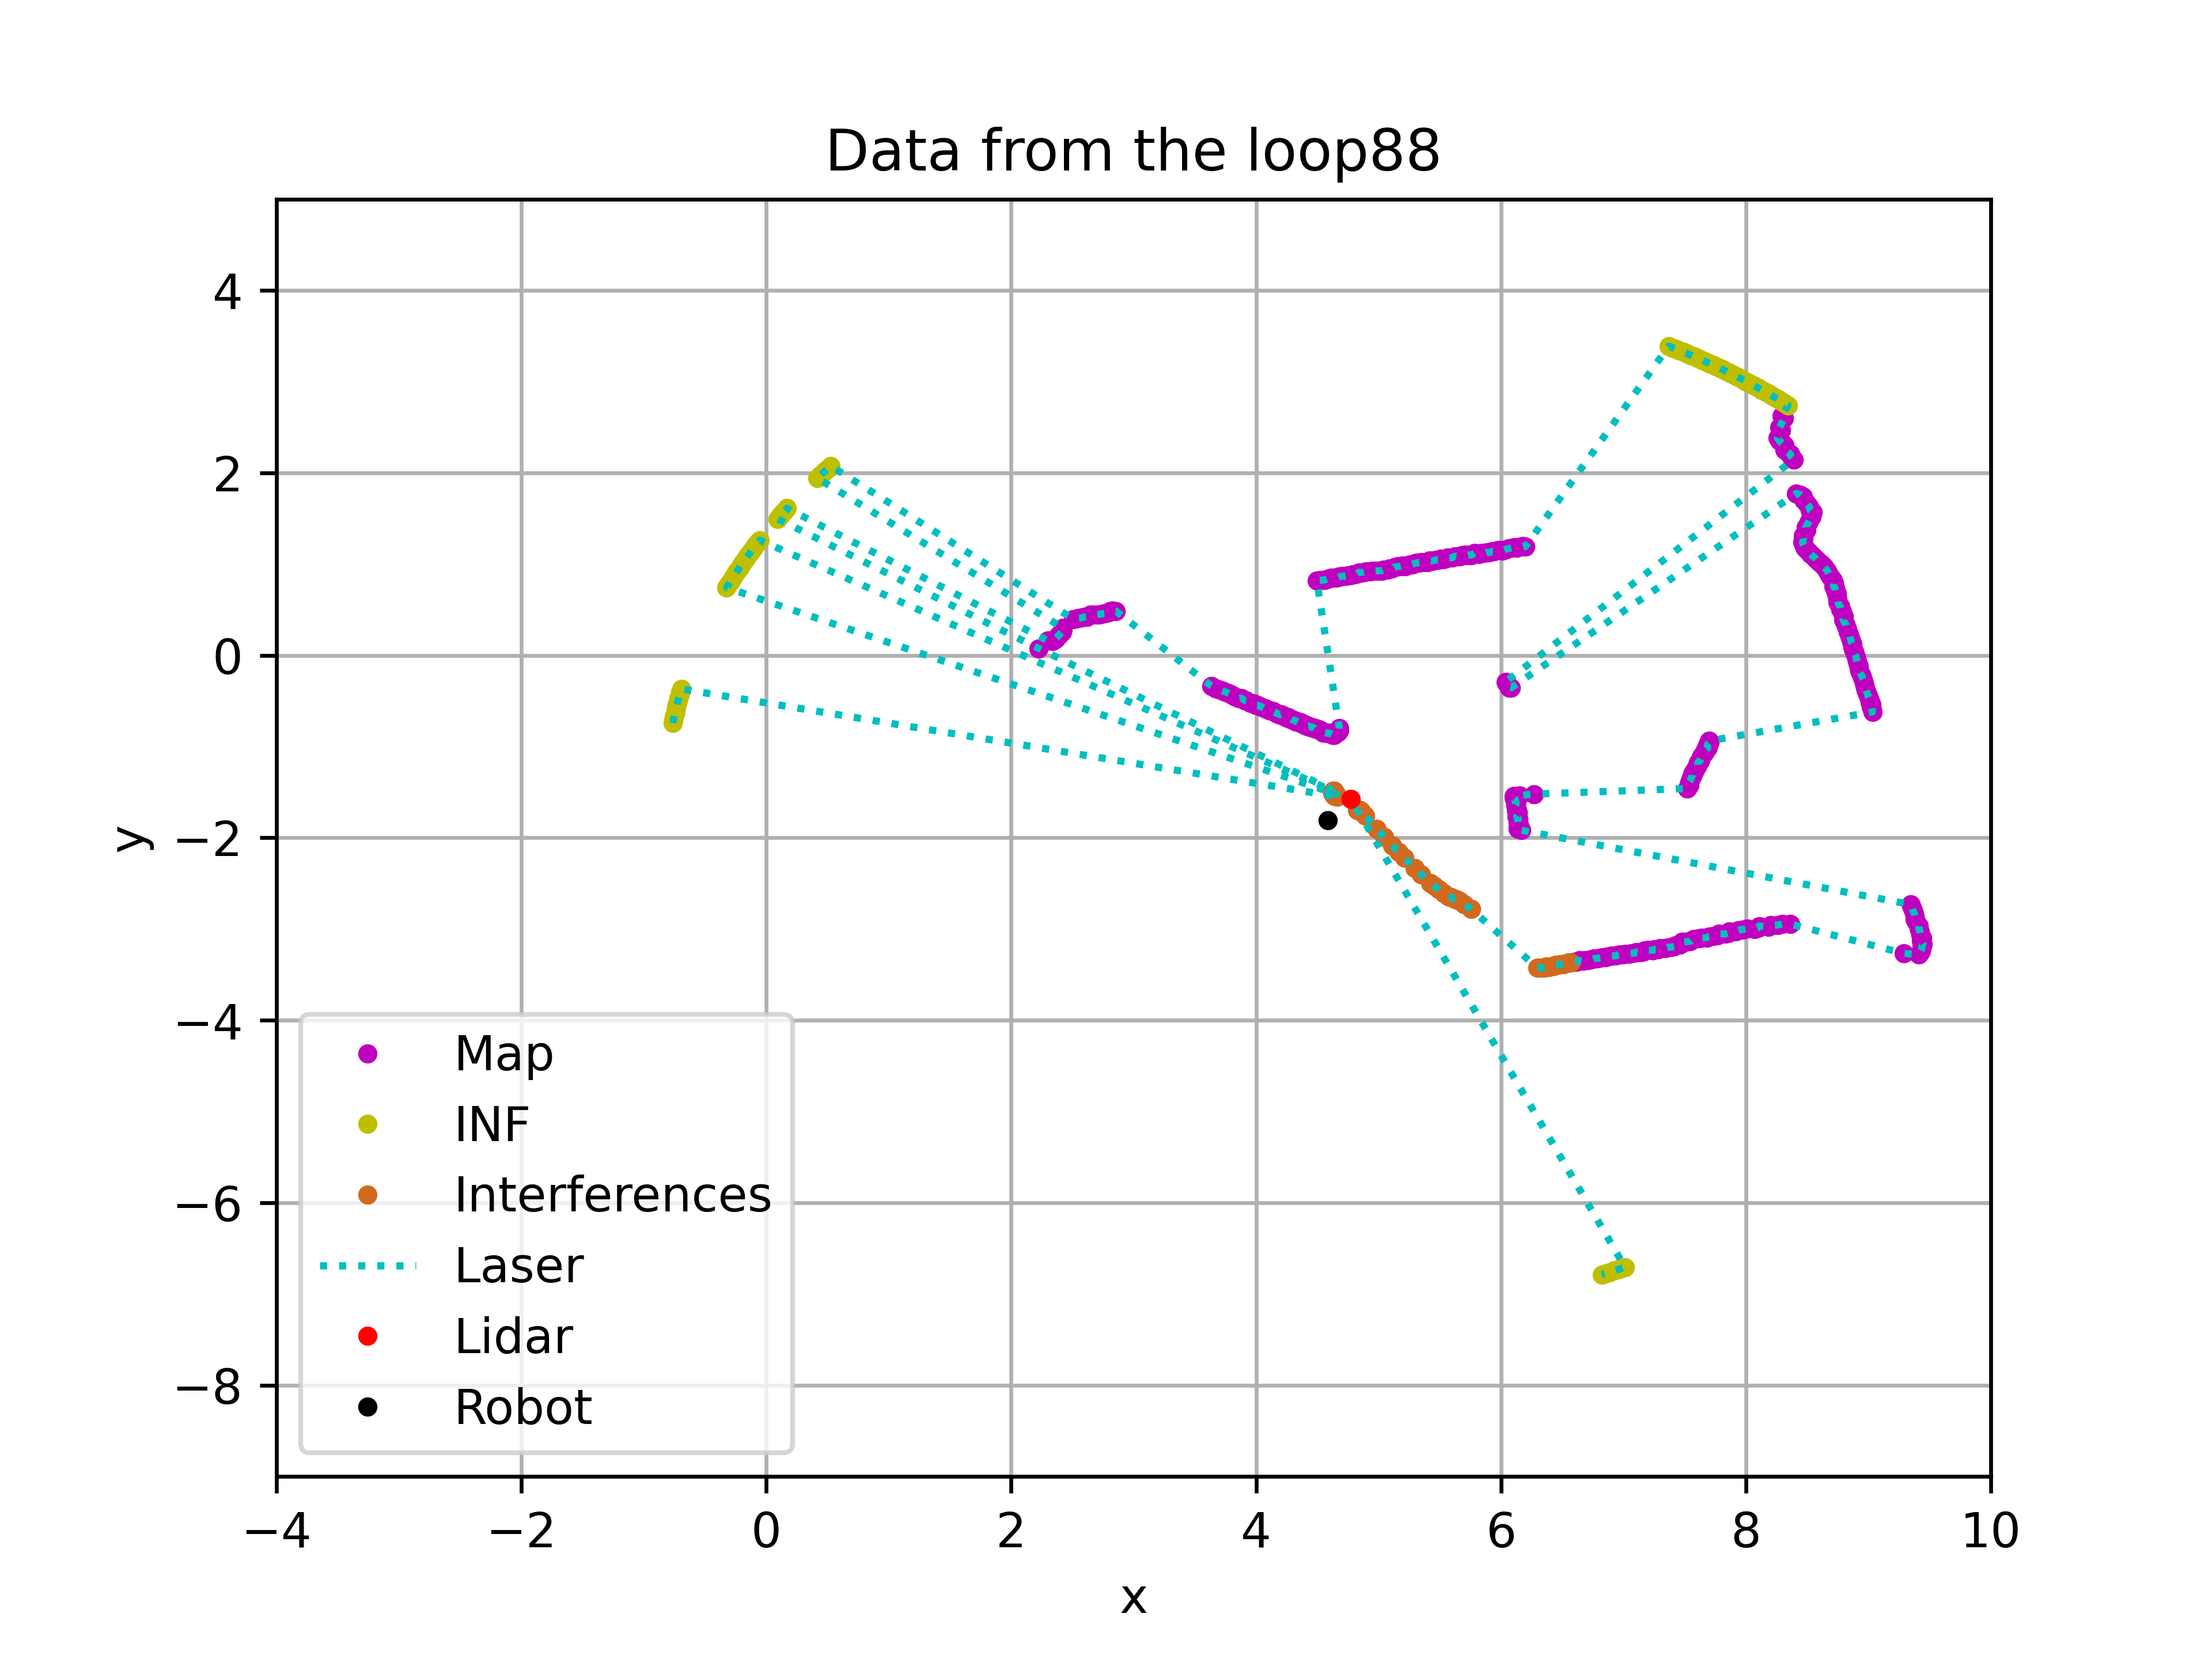 Data from the loop88
4
2
0
−2
−4
−6
−8
y
Map
INF
Interferences
Laser
Lidar
Robot
−4 −2 0 2 4 6 8 10
x